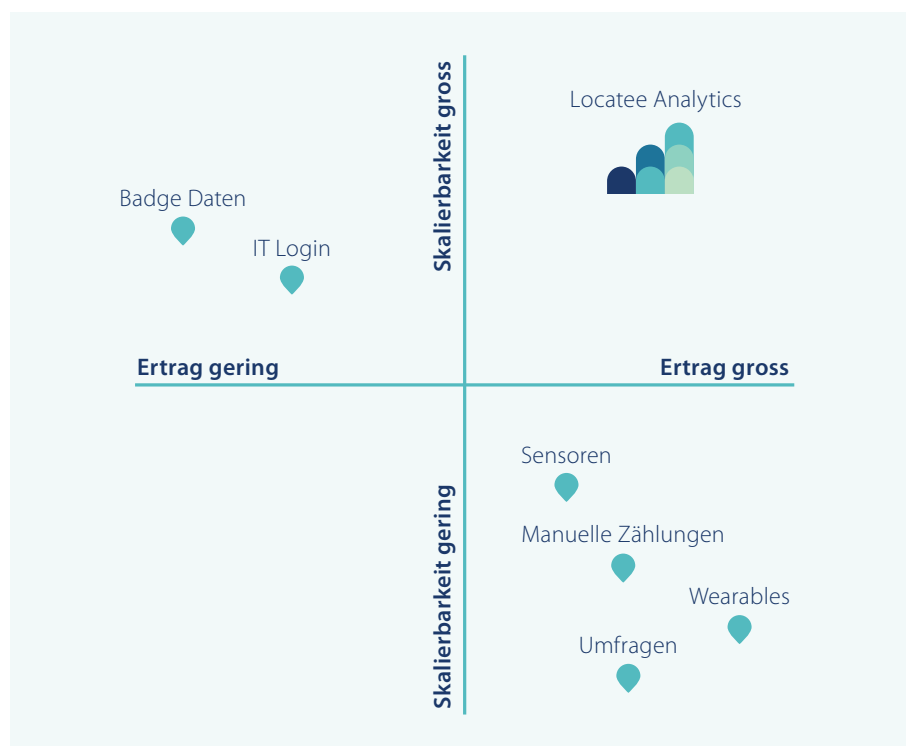 Skalierbarkeit gross
Locatee Analytics
Badge Daten
IT Login
Ertrag gering
Ertrag gross
Sensoren
Skalierbarkeit gering
Manuelle Zählungen
Wearables
Umfragen